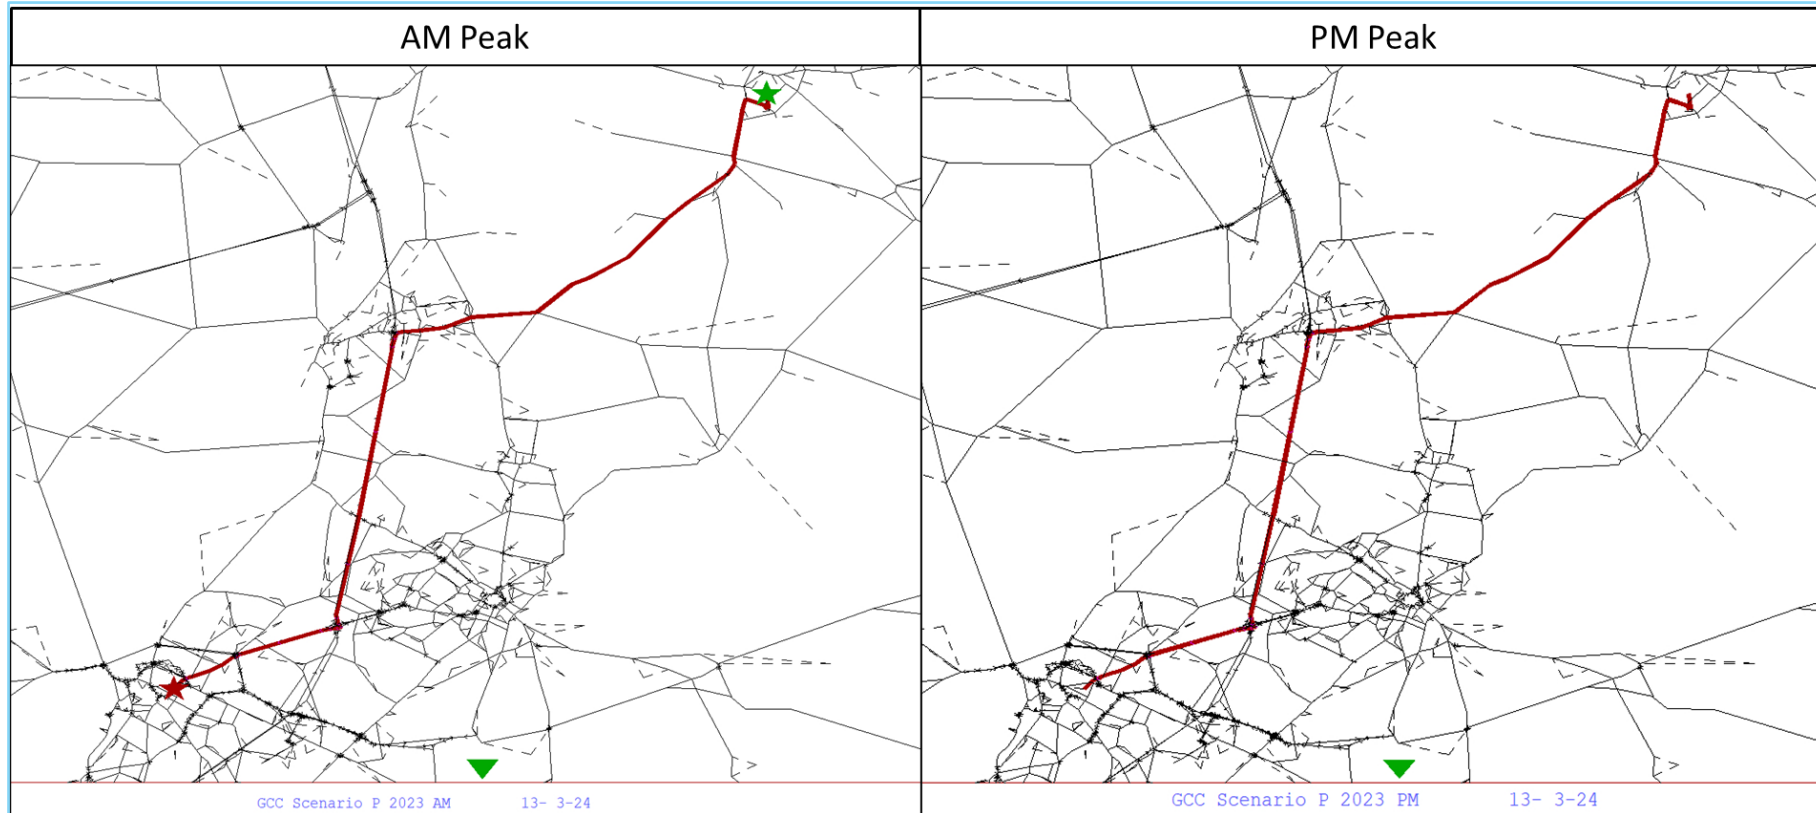 AM Peak
PM Peak
GCC Scenario P 2023 AM 13- 3-24
GCC Scenario P 2023 PM 13- 3-24